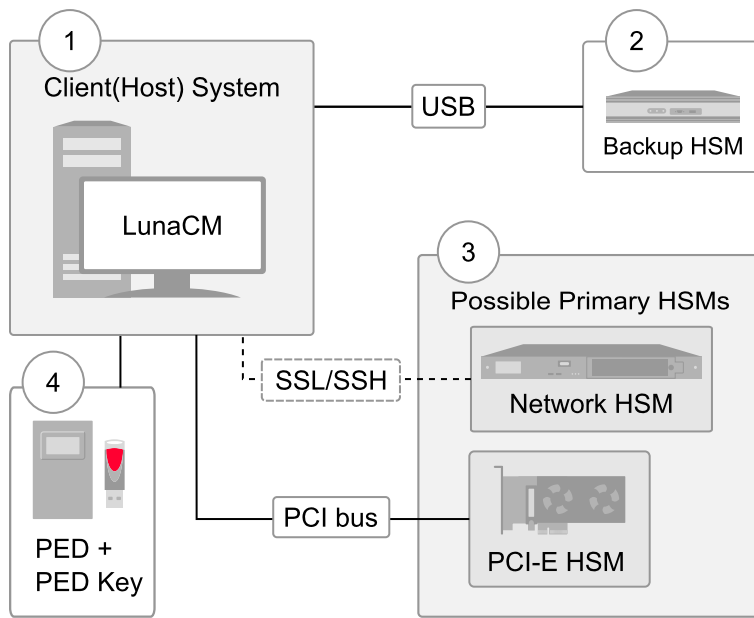 1
Client(Host) System
LunaCM
USB
2
Backup HSM
3
Possible Primary HSMs
Network HSM
SSL/SSH
PCI bus
PCI-E HSM
4
PED +
PED Key